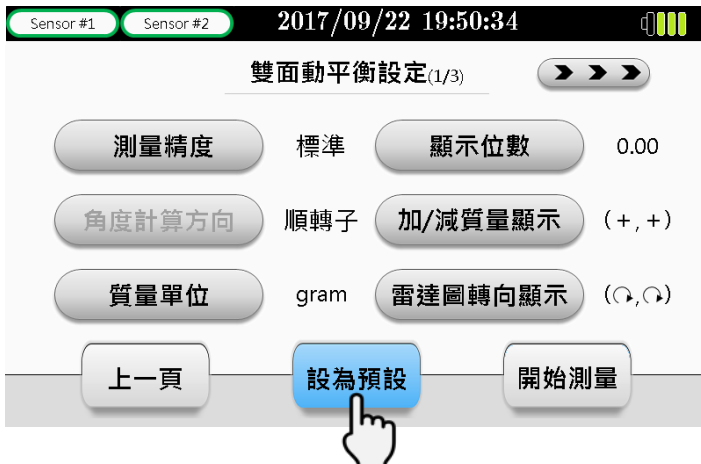 Sensor #1 Sensor #2 2017/09/22 19:50:34
雙面動平衡設定(1/3)
測量精度 標準 顯示位數 0.00
角度計算方向 順轉子 加/減質量顯示 (+,+)
質量單位 gram 雷達圖轉向顯示 (↷,↷)
上一頁 設為預設 開始測量